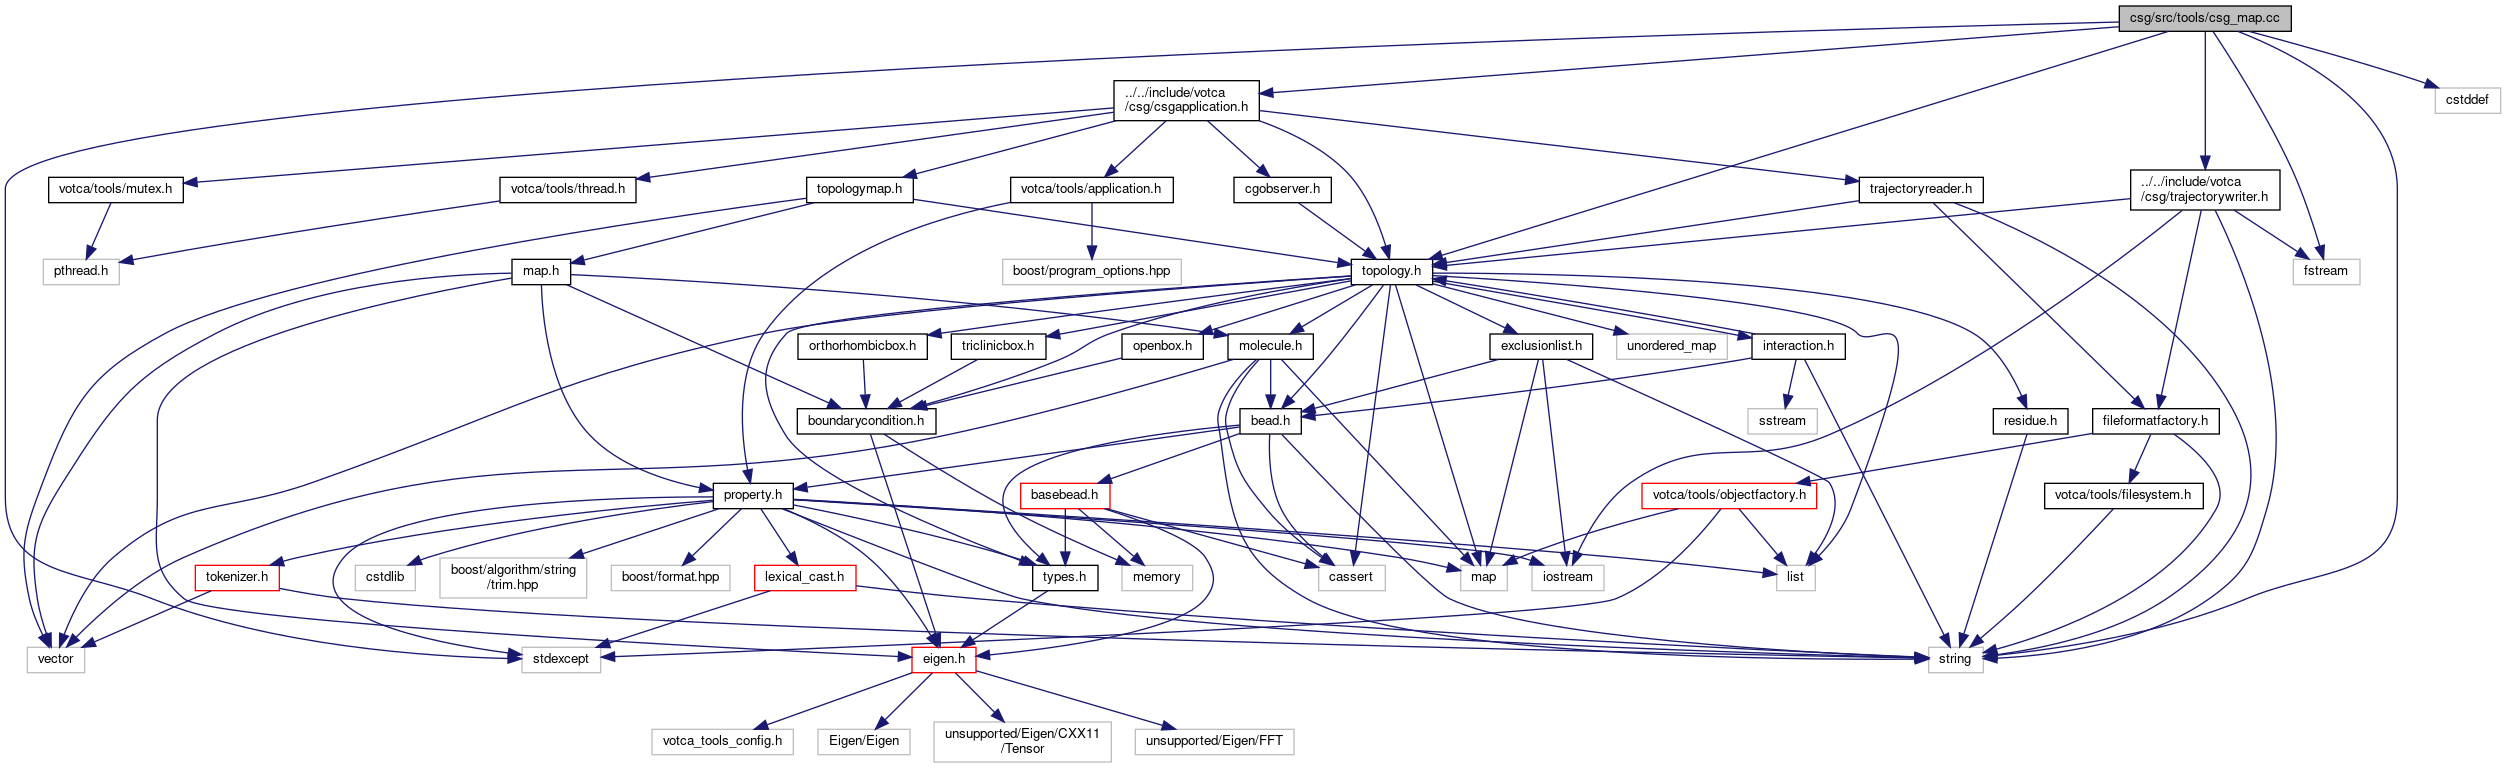 csg/src/tools/csg_map.cc
../../include/votca
/csg/csgapplication.h
cstddef
votca/tools/mutex.h
votca/tools/thread.h
topologymap.h
votca/tools/application.h
cgobserver.h
trajectoryreader.h
../../include/votca
/csg/trajectorywriter.h
pthread.h
map.h
boost/program_options.hpp
topology.h
fstream
orthorhombicbox.h
triclinicbox.h
openbox.h
molecule.h
exclusionlist.h
unordered_map
interaction.h
boundarycondition.h
bead.h
sstream
residue.h
fileformatfactory.h
property.h
basebead.h
votca/tools/objectfactory.h
votca/tools/filesystem.h
tokenizer.h
cstdlib
boost/algorithm/string
/trim.hpp
boost/format.hpp
lexical_cast.h
types.h
memory
cassert
map
iostream
list
vector
stdexcept
eigen.h
string
votca_tools_config.h
Eigen/Eigen
unsupported/Eigen/CXX11
/Tensor
unsupported/Eigen/FFT